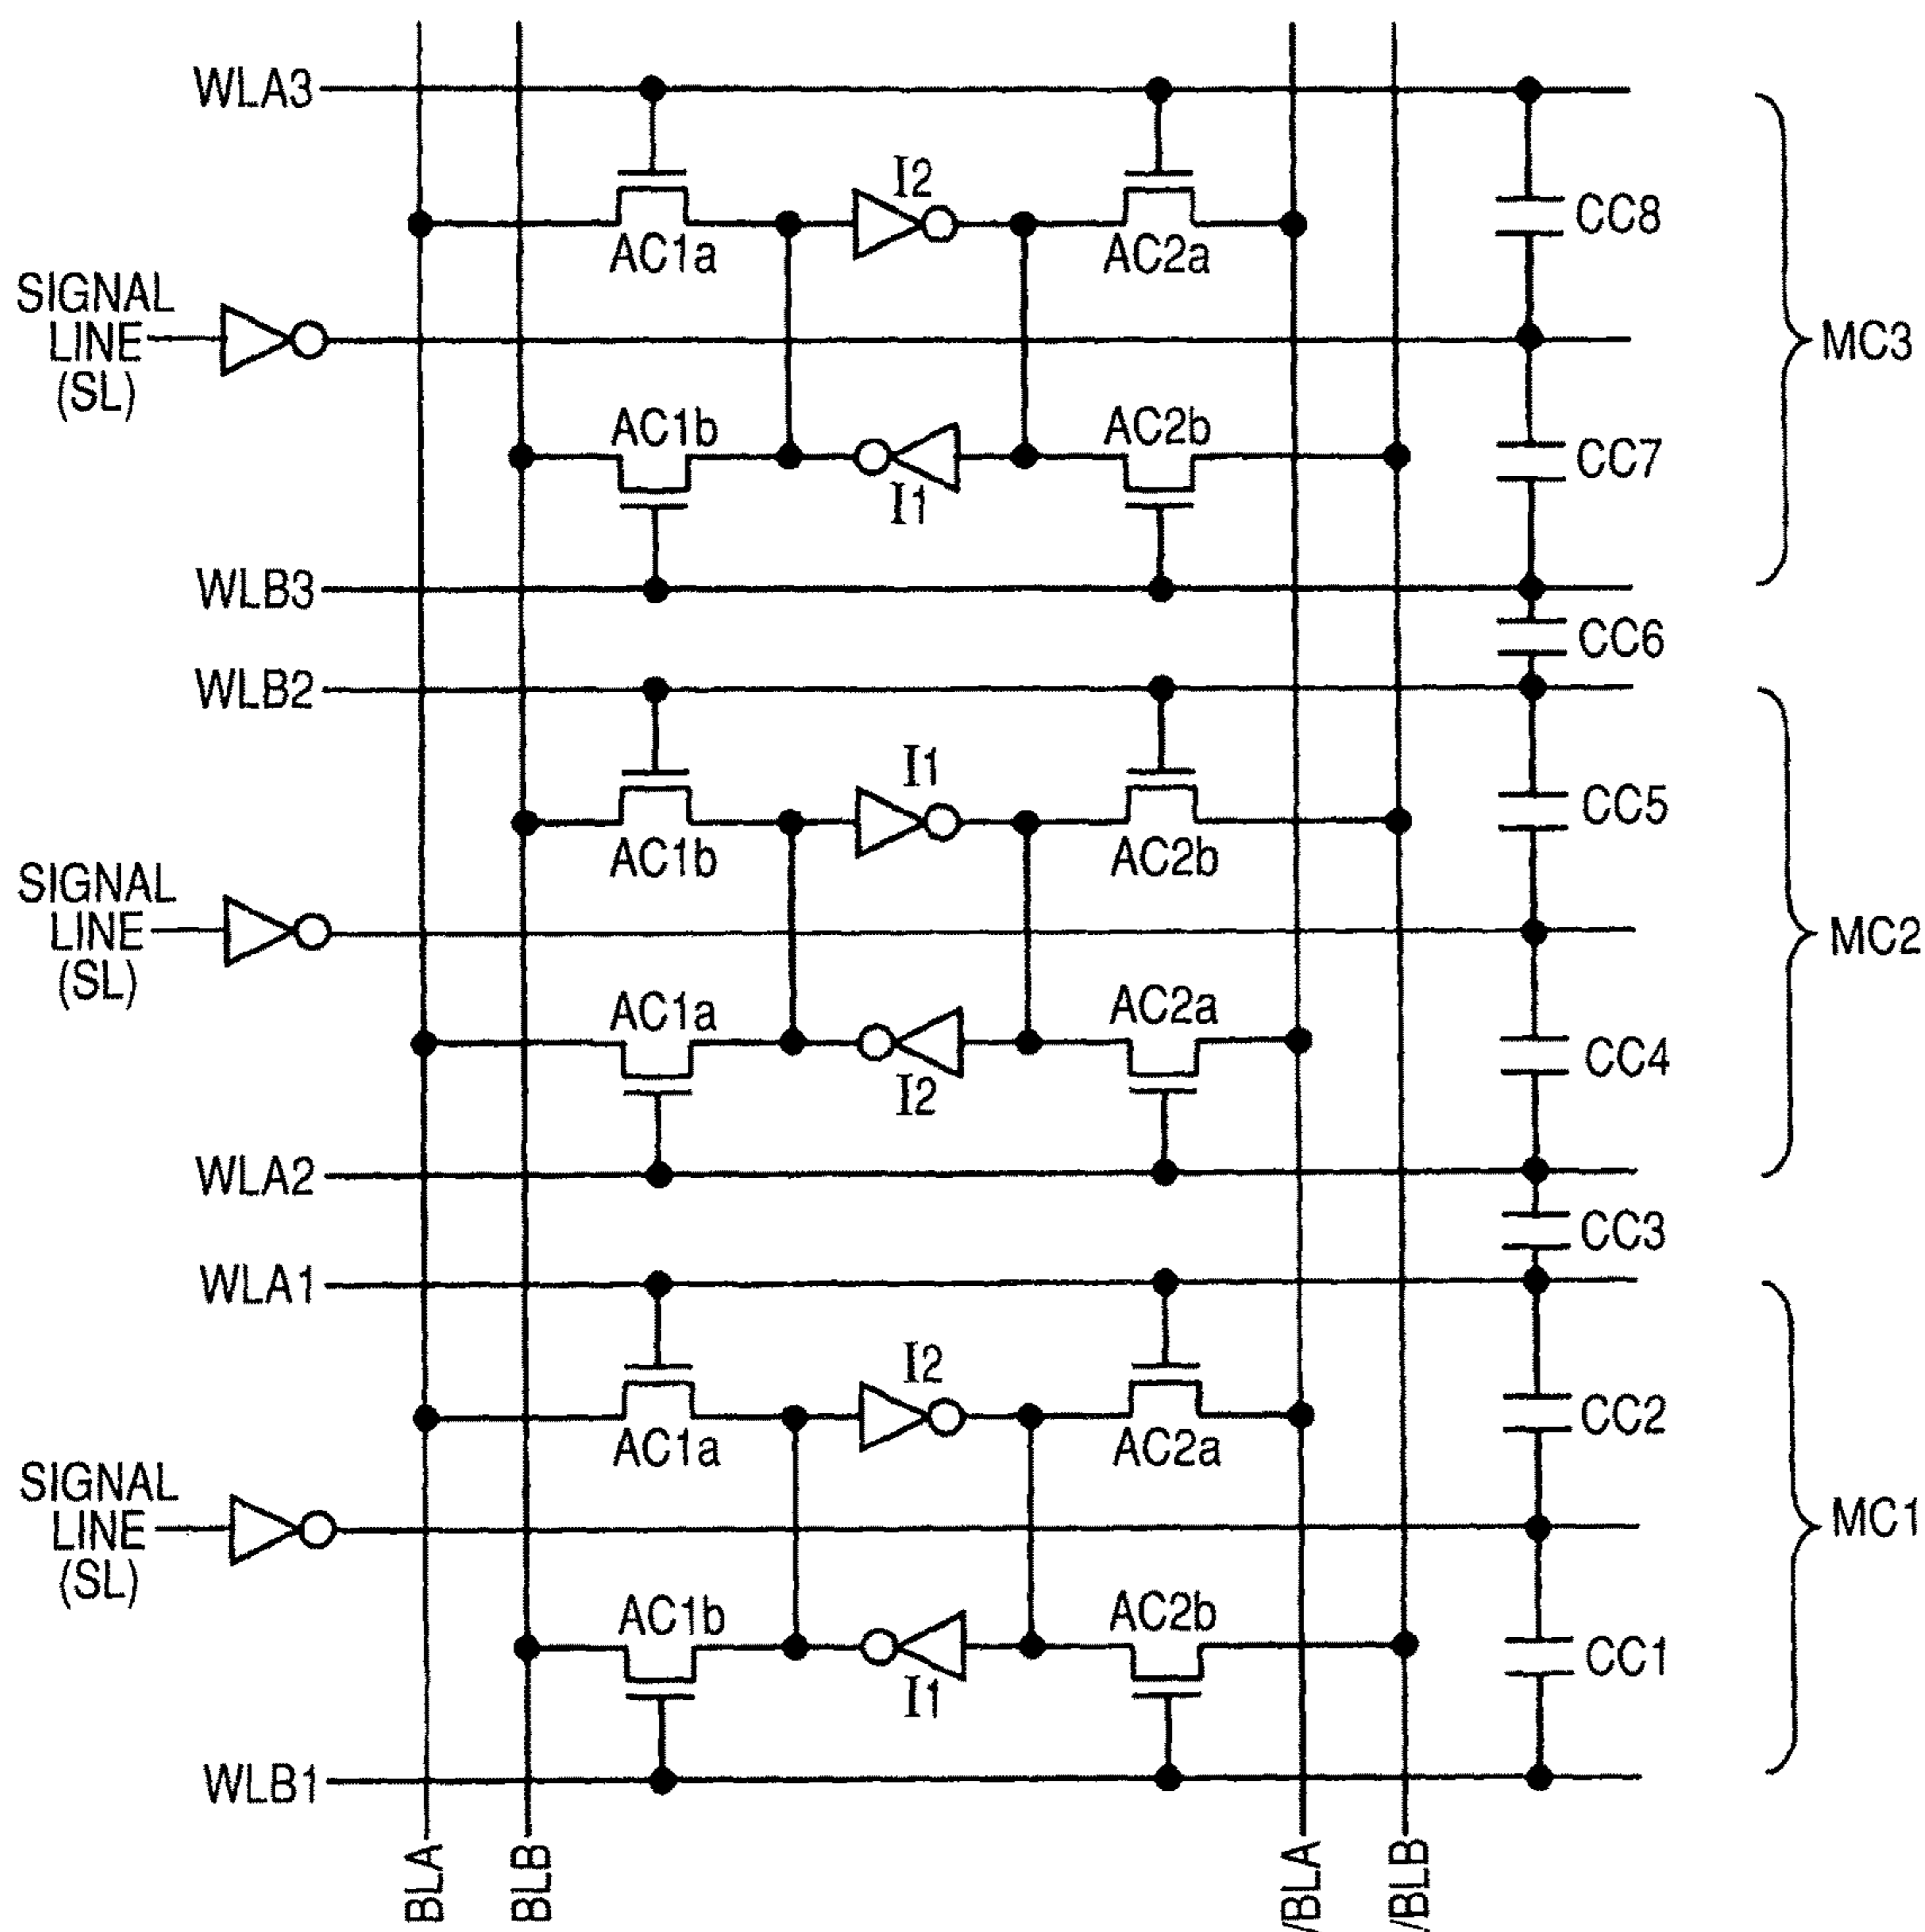 WLA3
I2
CC8
AC1a
AC2a
SIGNAL
LINE
(SL)
MC3
AC1b
AC2b
CC7
I1
WLB3
CC6
WLB2
I1
CC5
AC1b
AC2b
SIGNAL
LINE
(SL)
MC2
AC1a
AC2a
CC4
I2
WLA2
CC3
WLA1
I2
CC2
AC1a
AC2a
SIGNAL
LINE
(SL)
MC1
AC1b
AC2b
CC1
I1
WLB1
BLA
BLB
/BLA
/BLB